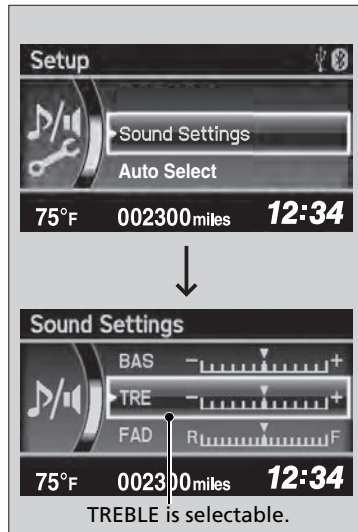 Setup
Sound Settings
Auto Select
75°F 002300 miles 12:34
Sound Settings
BAS - +
TRE - +
FAD R F
75°F 002300 miles 12:34
TREBLE is selectable.